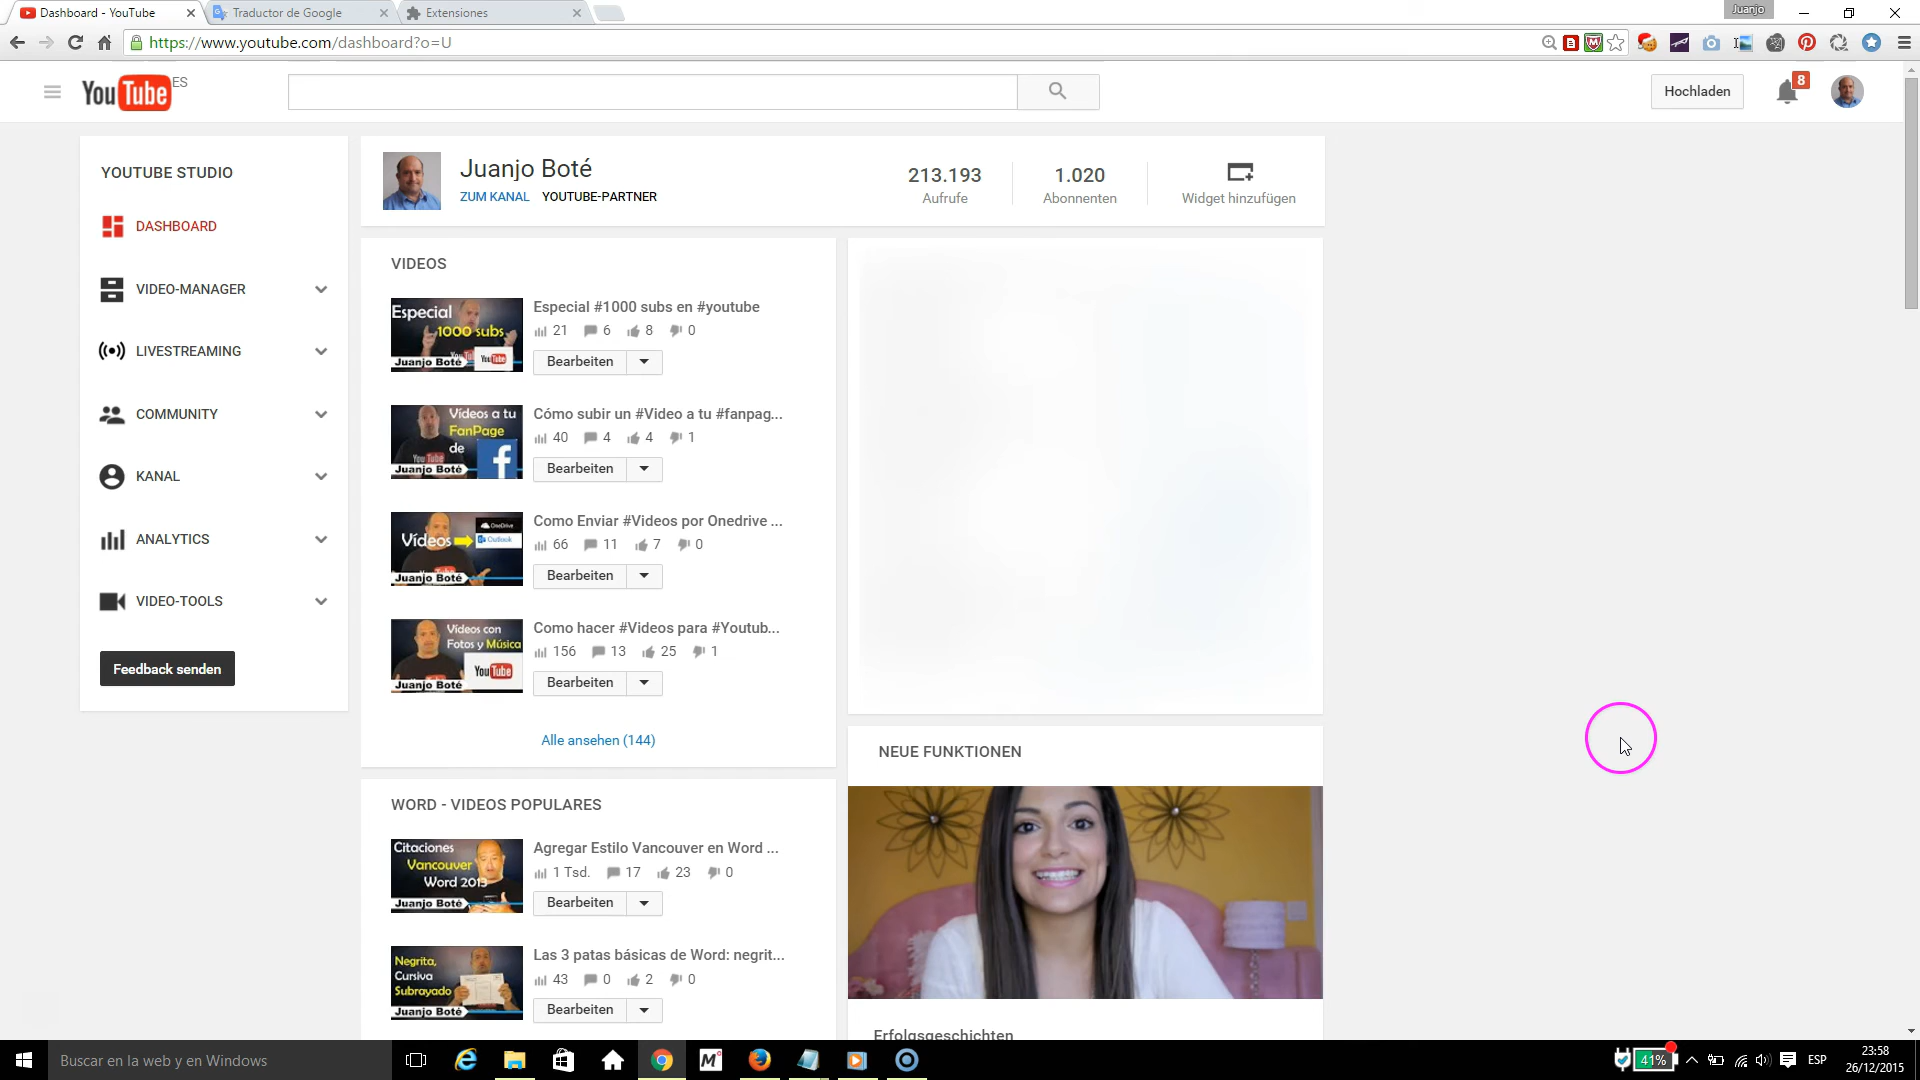 Dashboard - YouTube
Traductor de Google
Extensiones
Juanjo
https://www.youtube.com/dashboard?o=U
YouTube ES
Hochladen
8
YOUTUBE STUDIO
DASHBOARD
VIDEO-MANAGER
LIVESTREAMING
COMMUNITY
KANAL
ANALYTICS
VIDEO-TOOLS
Feedback senden
Juanjo Boté
ZUM KANAL YOUTUBE-PARTNER
213.193
Aufrufe
1.020
Abonnenten
Widget hinzufügen
VIDEOS
Especial
1000 subs
YouTube
Juanjo Boté
Especial #1000 subs en #youtube
21 6 8 0
Bearbeiten
Vídeos a tu
FanPage
de
YouTube
Juanjo Boté
Cómo subir un #Video a tu #fanpag...
40 4 4 1
Bearbeiten
OneDrive
Vídeos
Outlook
Juanjo Boté
Como Enviar #Videos por Onedrive ...
66 11 7 0
Bearbeiten
Vídeos con
Fotos y Música
YouTube
Juanjo Boté
Como hacer #Videos para #Youtub...
156 13 25 1
Bearbeiten
Alle ansehen (144)
WORD - VIDEOS POPULARES
Citaciones
Vancouver
Word 2013
Juanjo Boté
Agregar Estilo Vancouver en Word ...
1 Tsd. 17 23 0
Bearbeiten
Negrita,
Cursiva
Subrayado
Juanjo Boté
Las 3 patas básicas de Word: negrit...
43 0 2 0
Bearbeiten
NEUE FUNKTIONEN
Erfolgsgeschichten
Buscar en la web y en Windows
41%
ESP
23:58
26/12/2015